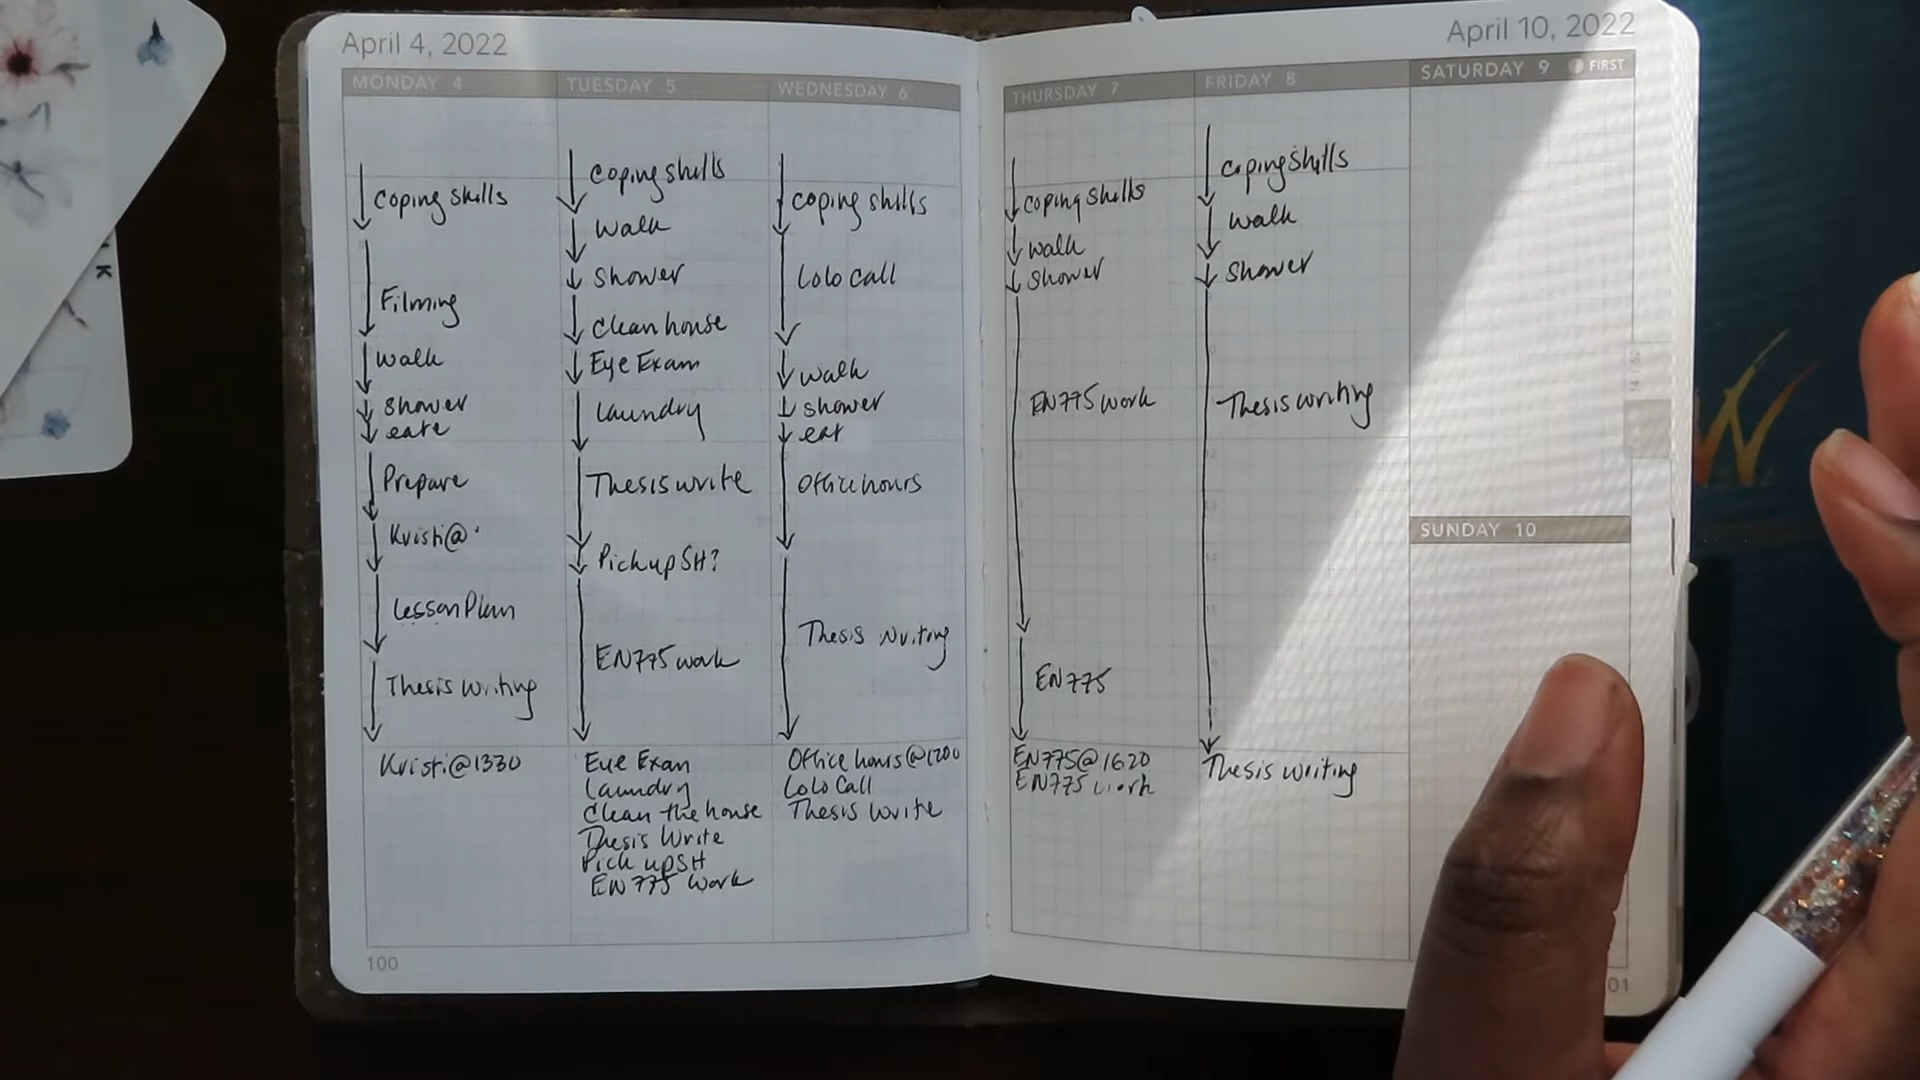 April 4, 2022
MONDAY 4
Coping skills
Filming
Walk
Shower
eate
Prepare
Kristi@
Lesson Plan
Thesis writing
Kristi@1330
TUESDAY 5
Coping skills
Walk
Shower
Clean house
Eye Exam
Laundry
Thesis write
Pick up SH?
EN775 work
Eye Exam
Laundry
Clean the house
Thesis Write
Pick up SH
EN775 Work
WEDNESDAY 6
Coping skills
Lolo call
Walk
Shower
eat
Office hours
Thesis writing
Office hours@1200
Lolo Call
Thesis Write
100
April 10, 2022
THURSDAY 7
Coping skills
Walk
Shower
EN775 work
EN775
EN775@1620
EN775 work
FRIDAY 8
Coping skills
Walk
Shower
Thesis writing
Thesis writing
SATURDAY 9 FIRST
SUNDAY 10
01
K
W